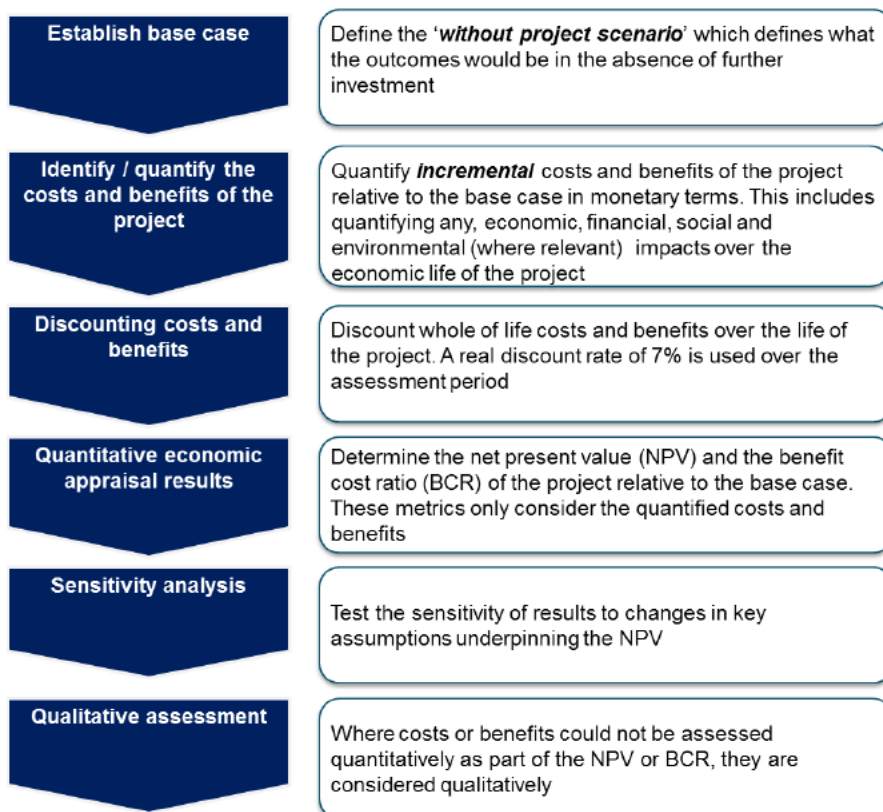 Establish base case
Define the ‘without project scenario’ which defines what
the outcomes would be in the absence of further
investment
Identify / quantify the
costs and benefits of the
project
Quantify incremental costs and benefits of the project
relative to the base case in monetary terms. This includes
quantifying any, economic, financial, social and
environmental (where relevant) impacts over the
economic life of the project
Discounting costs and
benefits
Discount whole of life costs and benefits over the life of
the project. A real discount rate of 7% is used over the
assessment period
Quantitative economic
appraisal results
Determine the net present value (NPV) and the benefit
cost ratio (BCR) of the project relative to the base case.
These metrics only consider the quantified costs and
benefits
Sensitivity analysis
Test the sensitivity of results to changes in key
assumptions underpinning the NPV
Qualitative assessment
Where costs or benefits could not be assessed
quantitatively as part of the NPV or BCR, they are
considered qualitatively